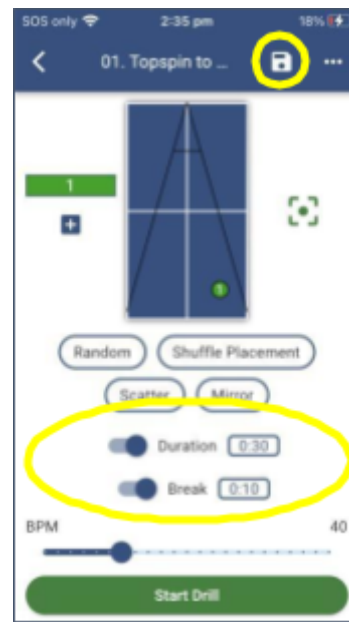 SOS only 2:35 pm 18%
01. Topspin to ...
1
1
Random Shuffle Placement
Scatter Mirror
Duration 0:30
Break 0:10
BPM 40
Start Drill